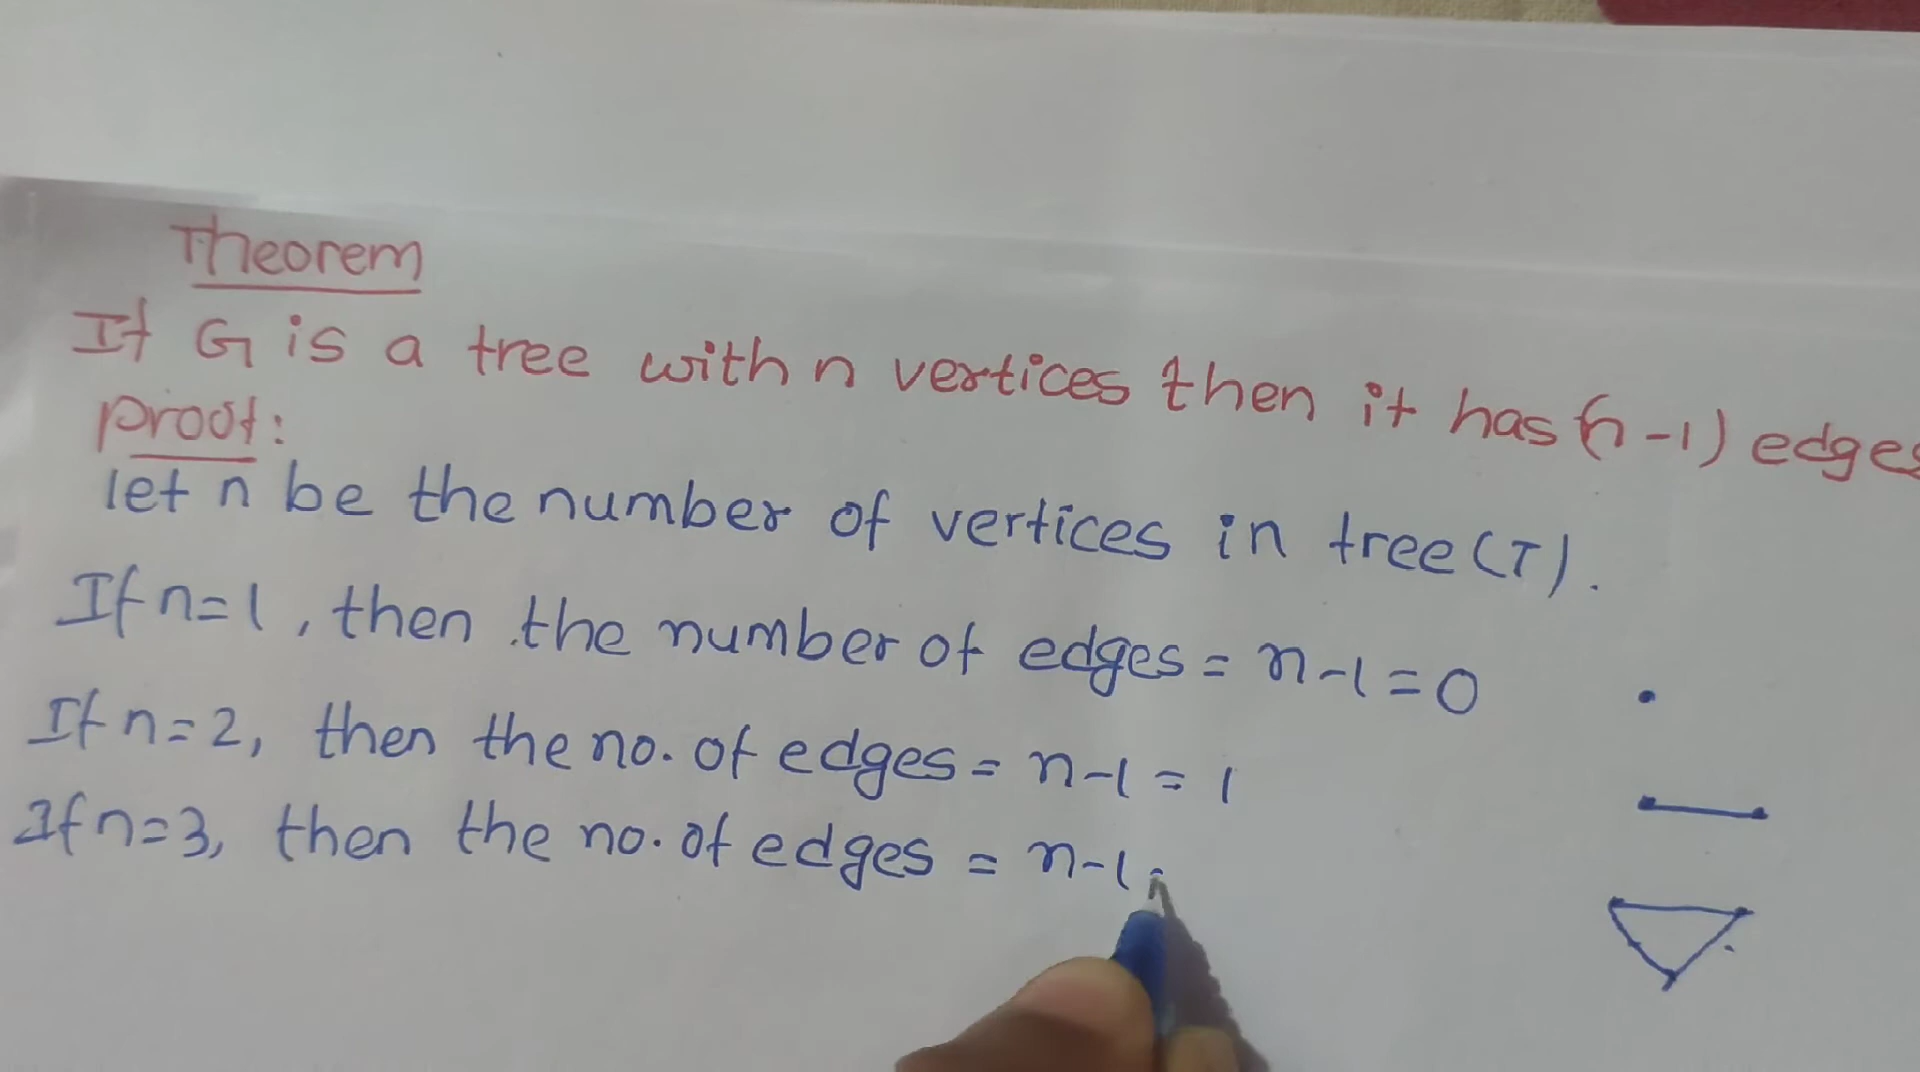 Theorem
If G is a tree with n vertices then it has (n-1) edges
proof:
let n be the number of vertices in tree (T).
If n=1, then the number of edges = n-1=0
If n=2, then the no. of edges = n-1 = 1
If n=3, then the no. of edges = n-1